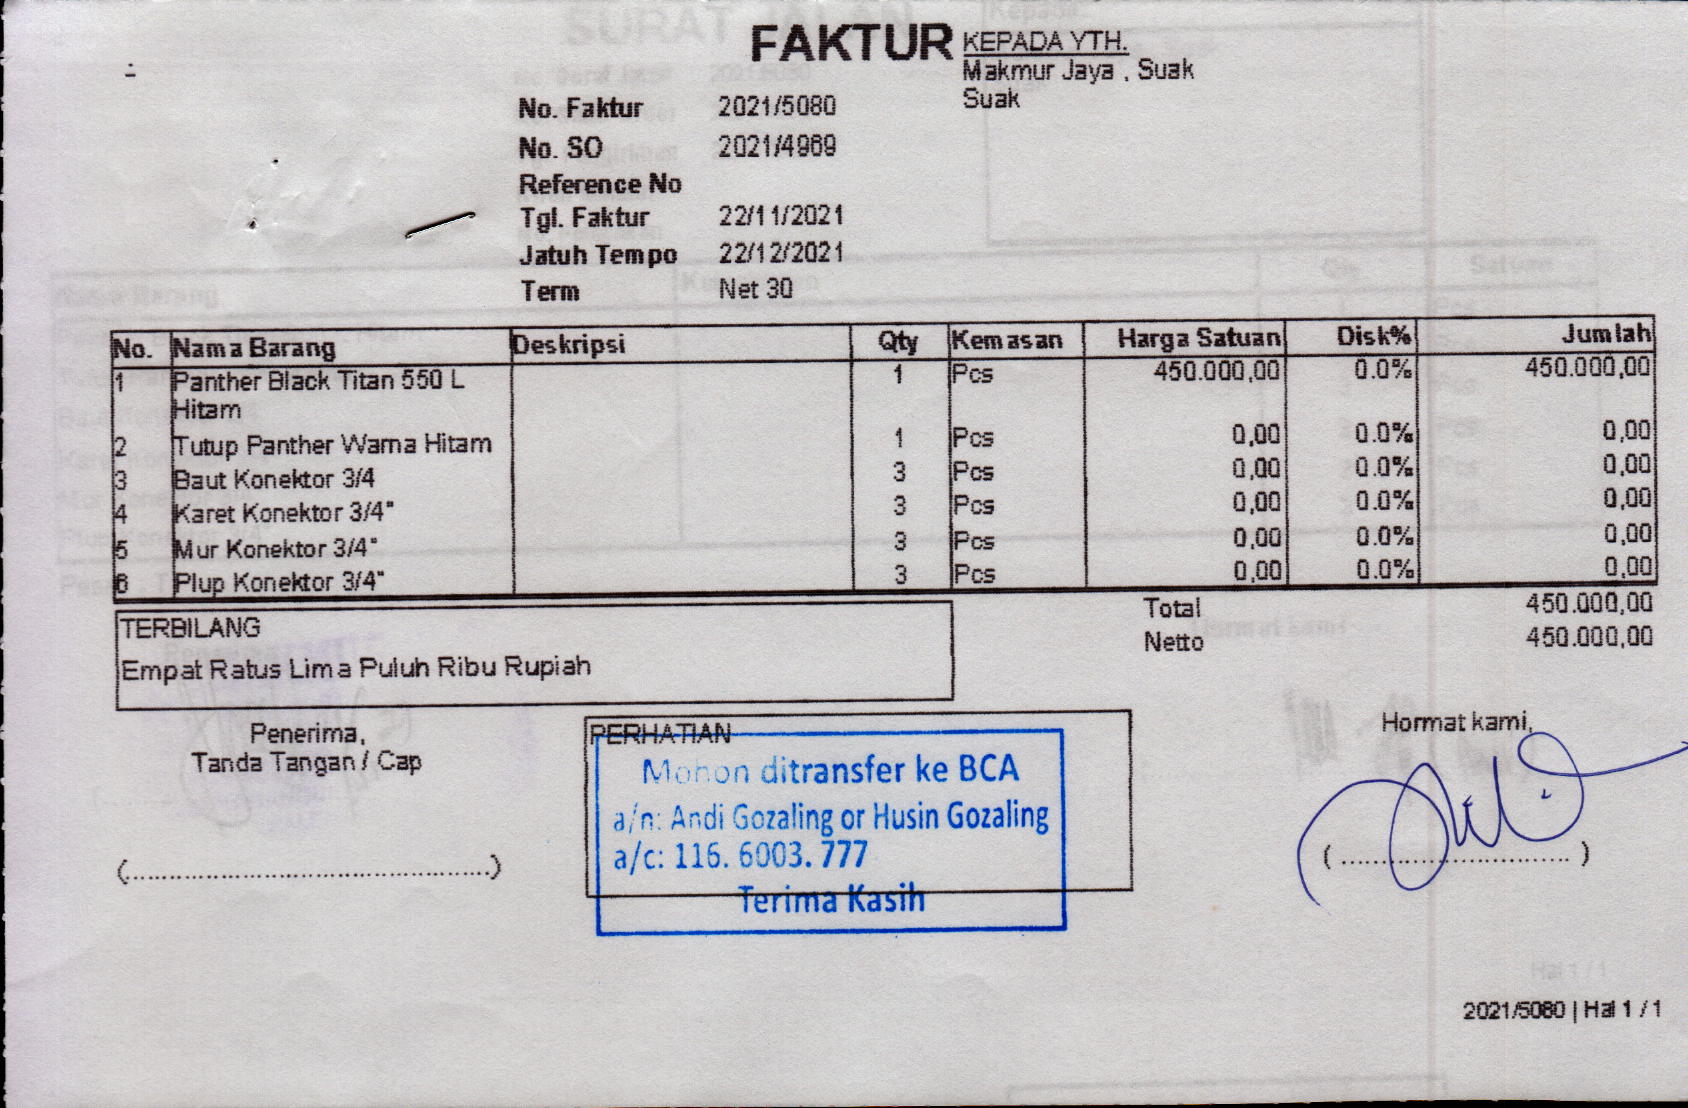 FAKTUR
KEPADA YTH.
Makmur Jaya , Suak
Suak
No. Faktur 2021/5080
No. SO 2021/4969
Reference No
Tgl. Faktur 22/11/2021
Jatuh Tempo 22/12/2021
Term Net 30
No. Nama Barang Deskripsi Qty Kemasan Harga Satuan Disk% Jumlah
1 Panther Black Titan 550 L 1 Pcs 450.000,00 0.0% 450.000,00
Hitam
2 Tutup Panther Warna Hitam 1 Pcs 0,00 0.0% 0,00
3 Baut Konektor 3/4 3 Pcs 0,00 0.0% 0,00
4 Karet Konektor 3/4" 3 Pcs 0,00 0.0% 0,00
5 Mur Konektor 3/4" 3 Pcs 0,00 0.0% 0,00
6 Plup Konektor 3/4" 3 Pcs 0,00 0.0% 0,00
Total 450.000,00
Netto 450.000,00
TERBILANG
Empat Ratus Lima Puluh Ribu Rupiah
Penerima,
Tanda Tangan / Cap
(............................................)
PERHATIAN
Mohon ditransfer ke BCA
a/n: Andi Gozaling or Husin Gozaling
a/c: 116. 6003. 777
Terima Kasih
Hormat kami,
( ............................ )
2021/5080 | Hal 1 / 1